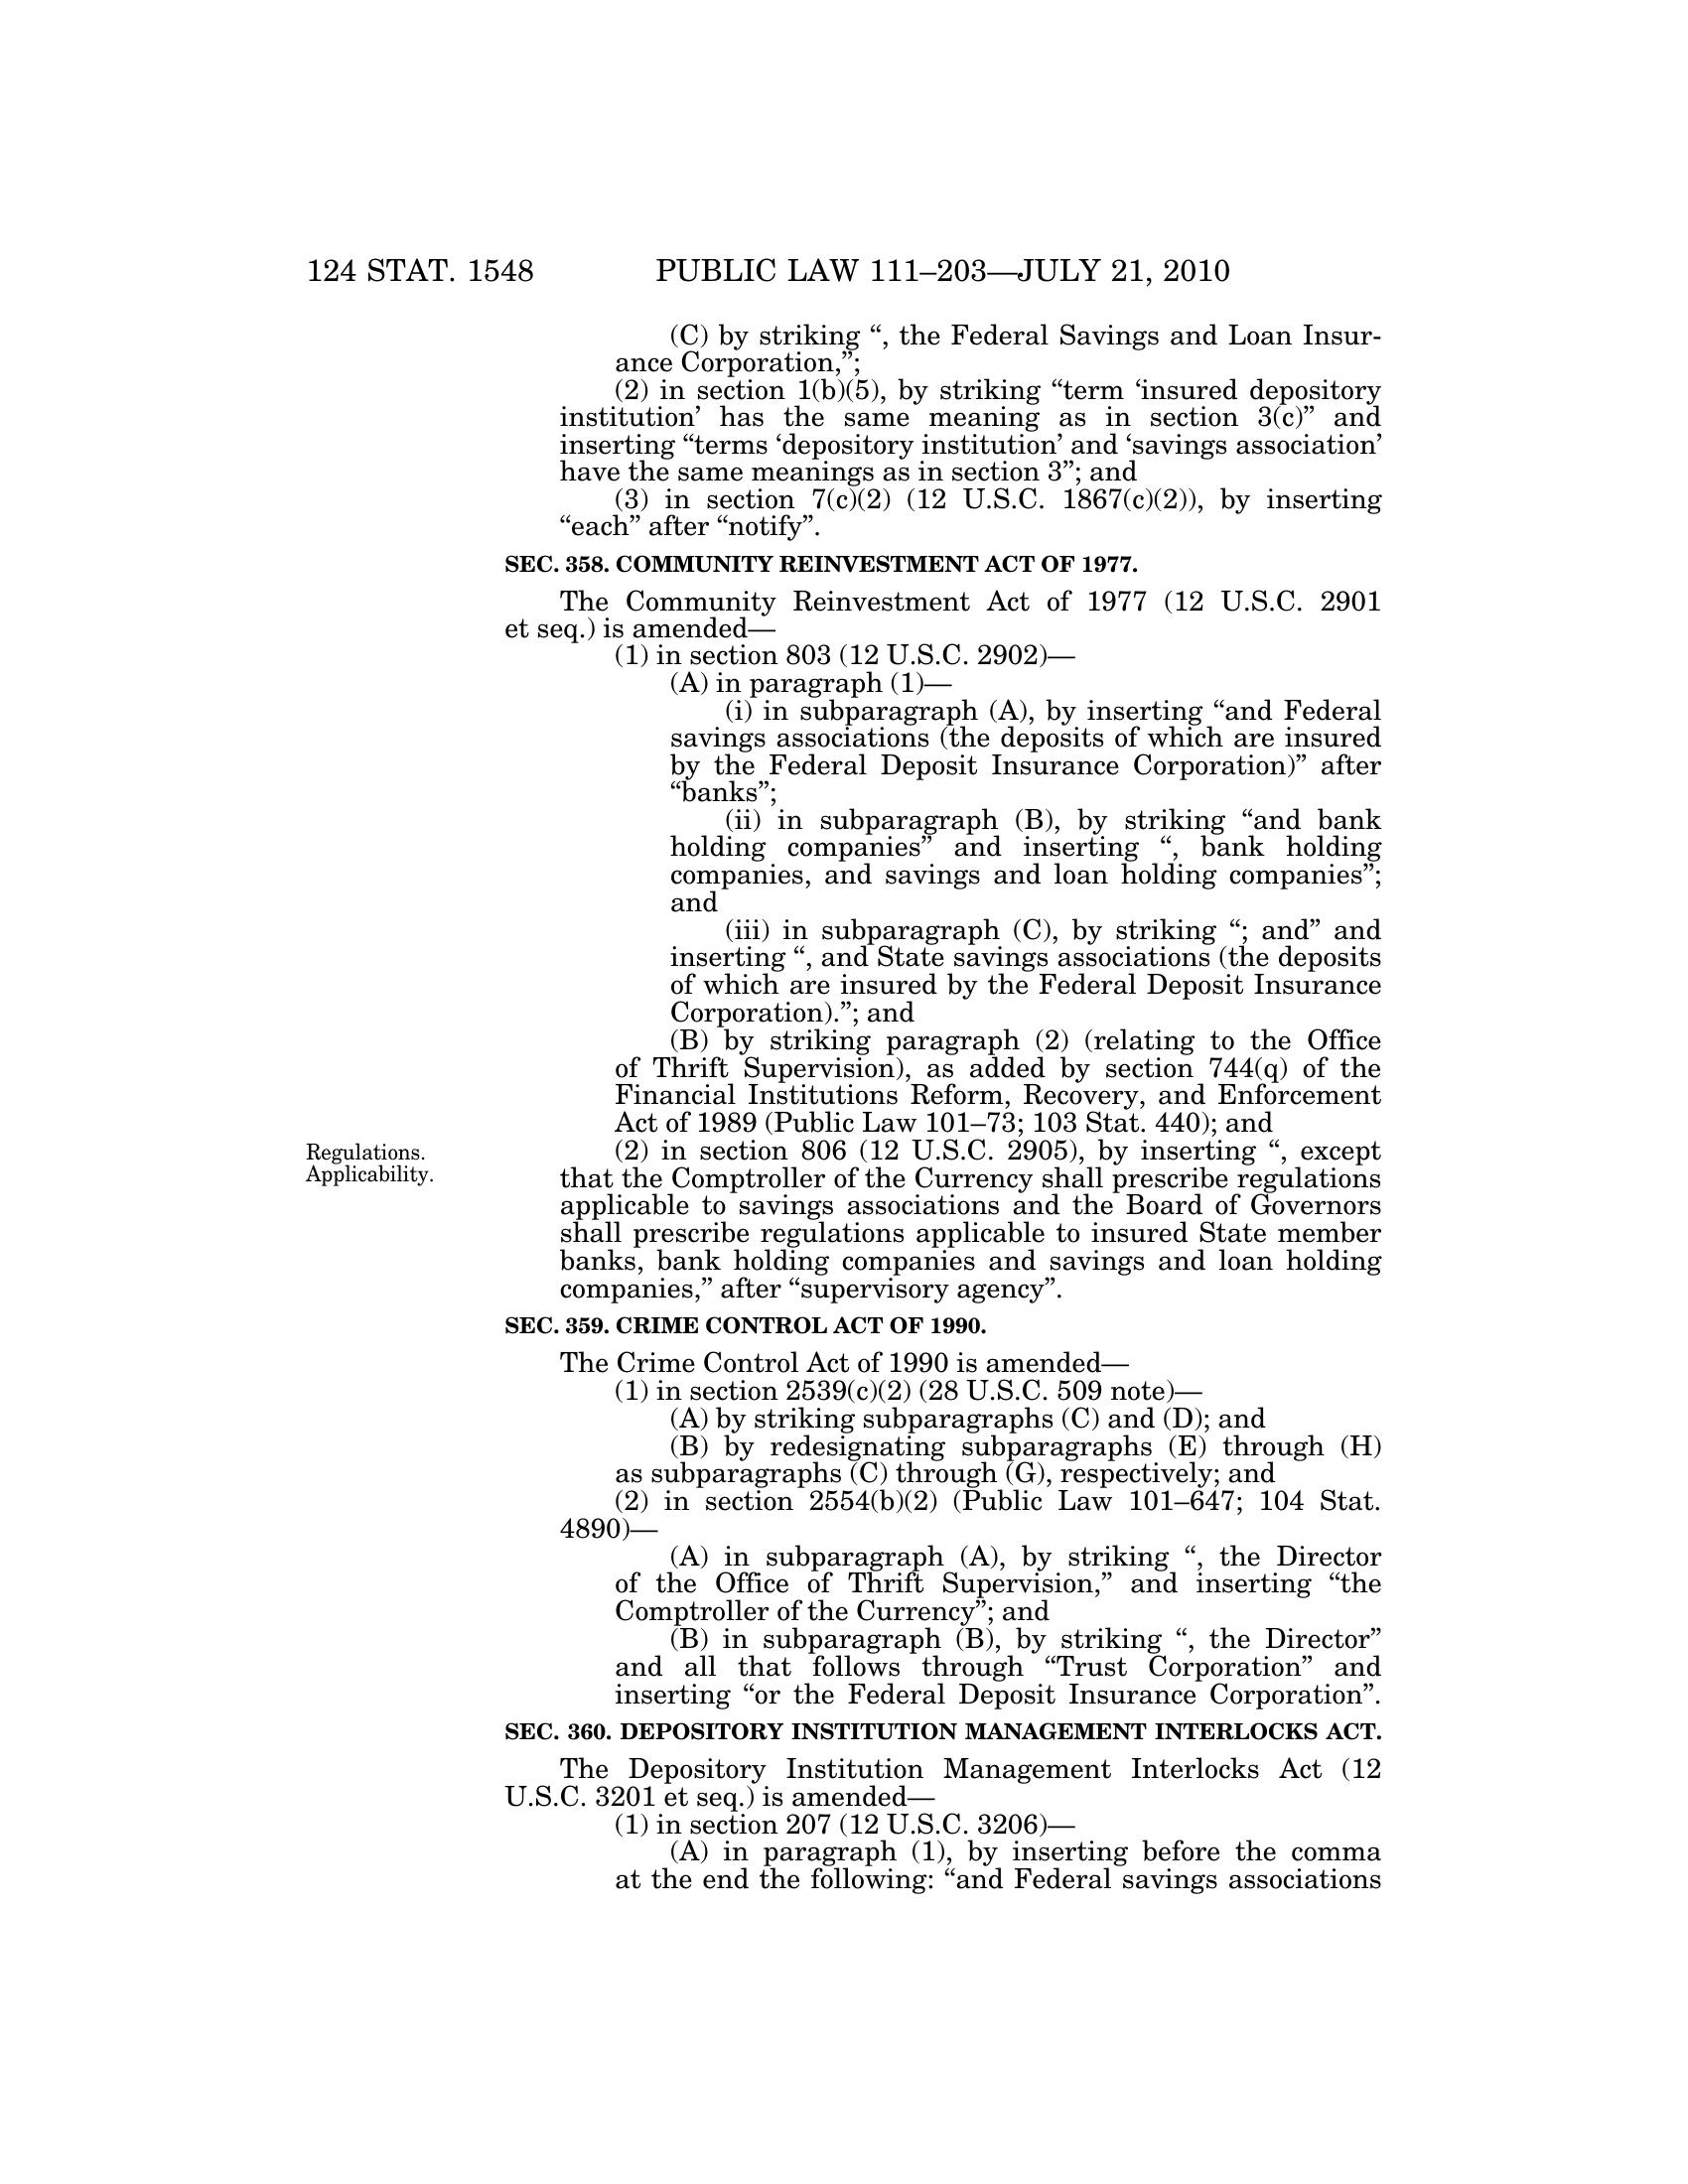 124 STAT. 1548 PUBLIC LAW 111–203—JULY 21, 2010
(C) by striking “, the Federal Savings and Loan Insur-
ance Corporation,”;
(2) in section 1(b)(5), by striking “term ‘insured depository
institution’ has the same meaning as in section 3(c)” and
inserting “terms ‘depository institution’ and ‘savings association’
have the same meanings as in section 3”; and
(3) in section 7(c)(2) (12 U.S.C. 1867(c)(2)), by inserting
“each” after “notify”.
SEC. 358. COMMUNITY REINVESTMENT ACT OF 1977.
The Community Reinvestment Act of 1977 (12 U.S.C. 2901
et seq.) is amended—
(1) in section 803 (12 U.S.C. 2902)—
(A) in paragraph (1)—
(i) in subparagraph (A), by inserting “and Federal
savings associations (the deposits of which are insured
by the Federal Deposit Insurance Corporation)” after
“banks”;
(ii) in subparagraph (B), by striking “and bank
holding companies” and inserting “, bank holding
companies, and savings and loan holding companies”;
and
(iii) in subparagraph (C), by striking “; and” and
inserting “, and State savings associations (the deposits
of which are insured by the Federal Deposit Insurance
Corporation).”; and
(B) by striking paragraph (2) (relating to the Office
of Thrift Supervision), as added by section 744(q) of the
Financial Institutions Reform, Recovery, and Enforcement
Act of 1989 (Public Law 101–73; 103 Stat. 440); and
Regulations.
Applicability.
(2) in section 806 (12 U.S.C. 2905), by inserting “, except
that the Comptroller of the Currency shall prescribe regulations
applicable to savings associations and the Board of Governors
shall prescribe regulations applicable to insured State member
banks, bank holding companies and savings and loan holding
companies,” after “supervisory agency”.
SEC. 359. CRIME CONTROL ACT OF 1990.
The Crime Control Act of 1990 is amended—
(1) in section 2539(c)(2) (28 U.S.C. 509 note)—
(A) by striking subparagraphs (C) and (D); and
(B) by redesignating subparagraphs (E) through (H)
as subparagraphs (C) through (G), respectively; and
(2) in section 2554(b)(2) (Public Law 101–647; 104 Stat.
4890)—
(A) in subparagraph (A), by striking “, the Director
of the Office of Thrift Supervision,” and inserting “the
Comptroller of the Currency”; and
(B) in subparagraph (B), by striking “, the Director”
and all that follows through “Trust Corporation” and
inserting “or the Federal Deposit Insurance Corporation”.
SEC. 360. DEPOSITORY INSTITUTION MANAGEMENT INTERLOCKS ACT.
The Depository Institution Management Interlocks Act (12
U.S.C. 3201 et seq.) is amended—
(1) in section 207 (12 U.S.C. 3206)—
(A) in paragraph (1), by inserting before the comma
at the end the following: “and Federal savings associations